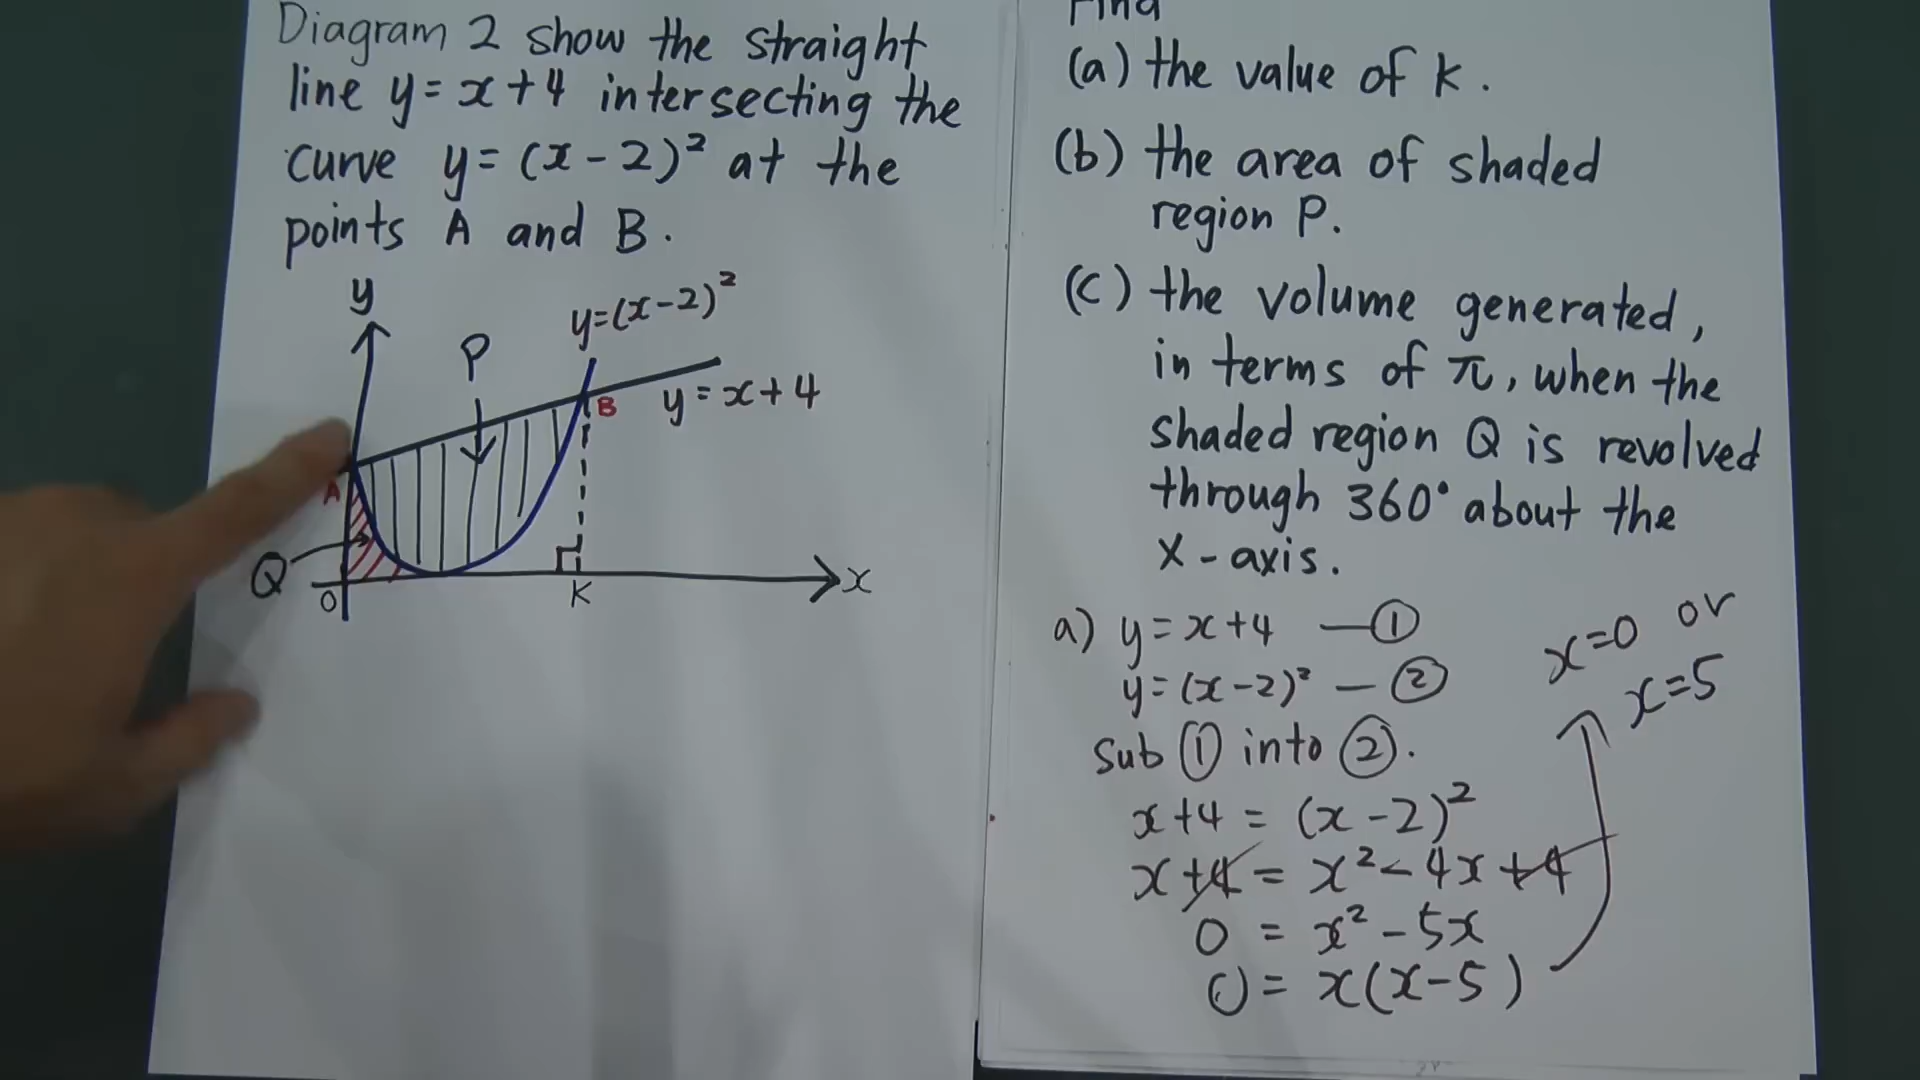 Diagram 2 show the straight
line y = x + 4 intersecting the
curve y = (x - 2)² at the
points A and B.
y
y=(x-2)²
P
B
y = x + 4
A
Q
O
K
x
Find
(a) the value of k.
(b) the area of shaded
region P.
(c) the volume generated,
in terms of π, when the
shaded region Q is revolved
through 360° about the
x-axis.
a) y = x + 4 —①
y = (x - 2)² — ②
Sub ① into ②.
x + 4 = (x - 2)²
x + 4 = x² - 4x + 4
0 = x² - 5x
0 = x(x - 5)
x=0 or
x=5